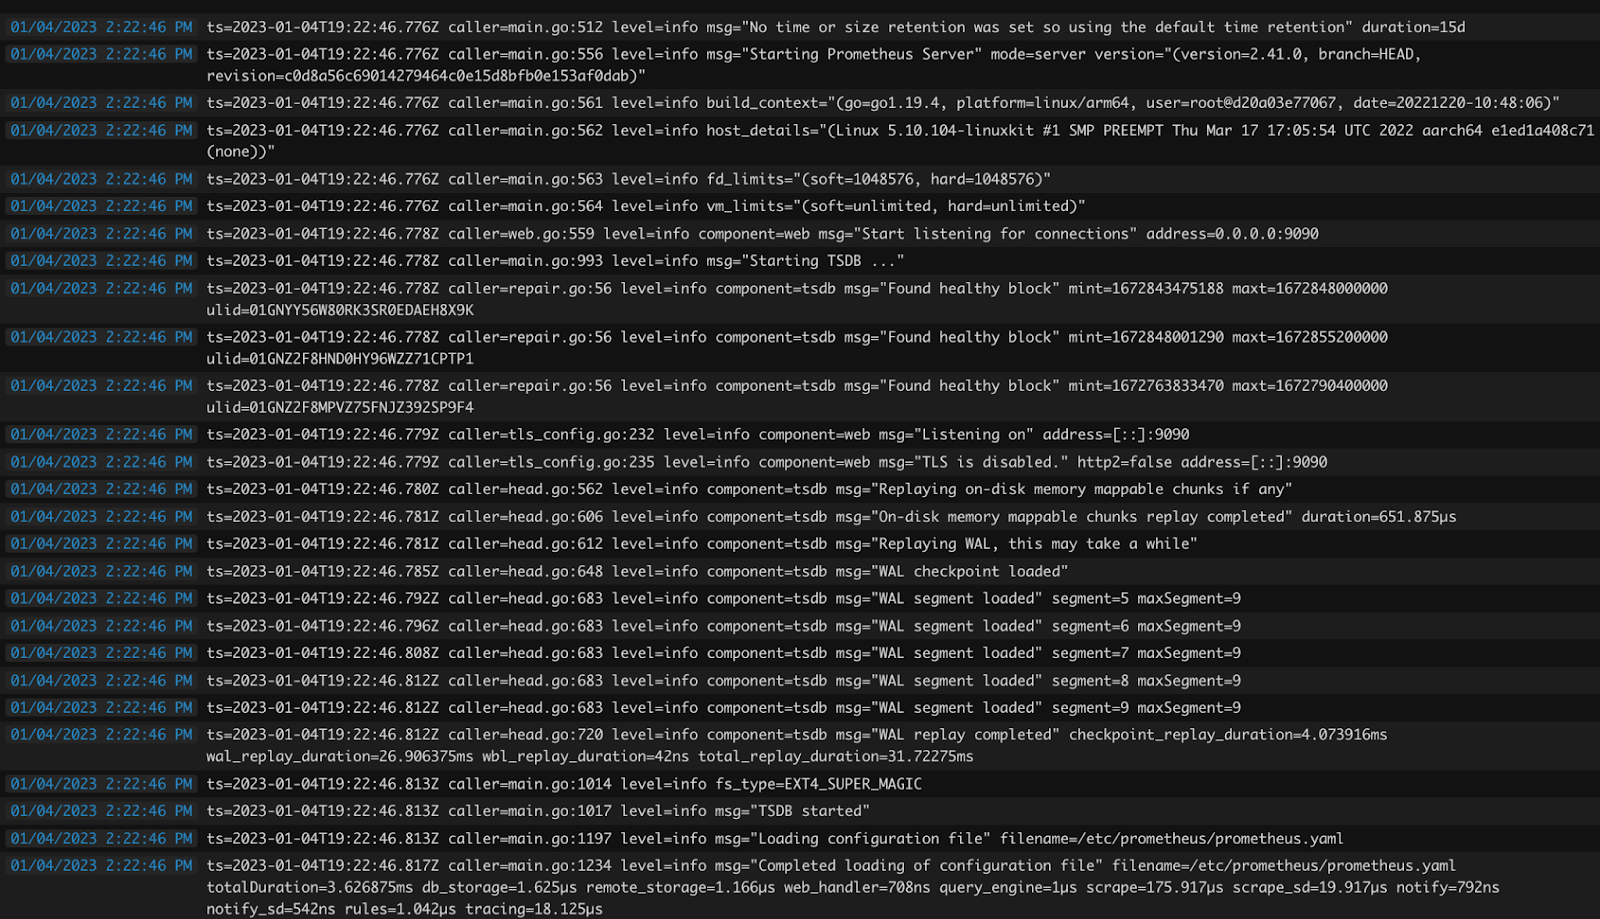 01/04/2023 2:22:46 PM ts=2023-01-04T19:22:46.776Z caller=main.go:512 level=info msg="No time or size retention was set so using the default time retention" duration=15d
01/04/2023 2:22:46 PM ts=2023-01-04T19:22:46.776Z caller=main.go:556 level=info msg="Starting Prometheus Server" mode=server version="(version=2.41.0, branch=HEAD,
revision=c0d8a56c69014279464c0e15d8bfb0e153af0dab)"
01/04/2023 2:22:46 PM ts=2023-01-04T19:22:46.776Z caller=main.go:561 level=info build_context="(go=go1.19.4, platform=linux/arm64, user=root@d20a03e77067, date=20221220-10:48:06)"
01/04/2023 2:22:46 PM ts=2023-01-04T19:22:46.776Z caller=main.go:562 level=info host_details="(Linux 5.10.104-linuxkit #1 SMP PREEMPT Thu Mar 17 17:05:54 UTC 2022 aarch64 e1ed1a408c71
(none))"
01/04/2023 2:22:46 PM ts=2023-01-04T19:22:46.776Z caller=main.go:563 level=info fd_limits="(soft=1048576, hard=1048576)"
01/04/2023 2:22:46 PM ts=2023-01-04T19:22:46.776Z caller=main.go:564 level=info vm_limits="(soft=unlimited, hard=unlimited)"
01/04/2023 2:22:46 PM ts=2023-01-04T19:22:46.778Z caller=web.go:559 level=info component=web msg="Start listening for connections" address=0.0.0.0:9090
01/04/2023 2:22:46 PM ts=2023-01-04T19:22:46.778Z caller=main.go:993 level=info msg="Starting TSDB ..."
01/04/2023 2:22:46 PM ts=2023-01-04T19:22:46.778Z caller=repair.go:56 level=info component=tsdb msg="Found healthy block" mint=1672843475188 maxt=1672848000000
ulid=01GNYY56W80RK3SR0EDAEH8X9K
01/04/2023 2:22:46 PM ts=2023-01-04T19:22:46.778Z caller=repair.go:56 level=info component=tsdb msg="Found healthy block" mint=1672848001290 maxt=1672855200000
ulid=01GNZ2F8HND0HY96WZZ71CPTP1
01/04/2023 2:22:46 PM ts=2023-01-04T19:22:46.778Z caller=repair.go:56 level=info component=tsdb msg="Found healthy block" mint=1672763833470 maxt=1672790400000
ulid=01GNZ2F8MPVZ75FNJZ392SP9F4
01/04/2023 2:22:46 PM ts=2023-01-04T19:22:46.779Z caller=tls_config.go:232 level=info component=web msg="Listening on" address=[::]:9090
01/04/2023 2:22:46 PM ts=2023-01-04T19:22:46.779Z caller=tls_config.go:235 level=info component=web msg="TLS is disabled." http2=false address=[::]:9090
01/04/2023 2:22:46 PM ts=2023-01-04T19:22:46.780Z caller=head.go:562 level=info component=tsdb msg="Replaying on-disk memory mappable chunks if any"
01/04/2023 2:22:46 PM ts=2023-01-04T19:22:46.781Z caller=head.go:606 level=info component=tsdb msg="On-disk memory mappable chunks replay completed" duration=651.875µs
01/04/2023 2:22:46 PM ts=2023-01-04T19:22:46.781Z caller=head.go:612 level=info component=tsdb msg="Replaying WAL, this may take a while"
01/04/2023 2:22:46 PM ts=2023-01-04T19:22:46.785Z caller=head.go:648 level=info component=tsdb msg="WAL checkpoint loaded"
01/04/2023 2:22:46 PM ts=2023-01-04T19:22:46.792Z caller=head.go:683 level=info component=tsdb msg="WAL segment loaded" segment=5 maxSegment=9
01/04/2023 2:22:46 PM ts=2023-01-04T19:22:46.796Z caller=head.go:683 level=info component=tsdb msg="WAL segment loaded" segment=6 maxSegment=9
01/04/2023 2:22:46 PM ts=2023-01-04T19:22:46.808Z caller=head.go:683 level=info component=tsdb msg="WAL segment loaded" segment=7 maxSegment=9
01/04/2023 2:22:46 PM ts=2023-01-04T19:22:46.812Z caller=head.go:683 level=info component=tsdb msg="WAL segment loaded" segment=8 maxSegment=9
01/04/2023 2:22:46 PM ts=2023-01-04T19:22:46.812Z caller=head.go:683 level=info component=tsdb msg="WAL segment loaded" segment=9 maxSegment=9
01/04/2023 2:22:46 PM ts=2023-01-04T19:22:46.812Z caller=head.go:720 level=info component=tsdb msg="WAL replay completed" checkpoint_replay_duration=4.073916ms
wal_replay_duration=26.906375ms wbl_replay_duration=42ns total_replay_duration=31.72275ms
01/04/2023 2:22:46 PM ts=2023-01-04T19:22:46.813Z caller=main.go:1014 level=info fs_type=EXT4_SUPER_MAGIC
01/04/2023 2:22:46 PM ts=2023-01-04T19:22:46.813Z caller=main.go:1017 level=info msg="TSDB started"
01/04/2023 2:22:46 PM ts=2023-01-04T19:22:46.813Z caller=main.go:1197 level=info msg="Loading configuration file" filename=/etc/prometheus/prometheus.yaml
01/04/2023 2:22:46 PM ts=2023-01-04T19:22:46.817Z caller=main.go:1234 level=info msg="Completed loading of configuration file" filename=/etc/prometheus/prometheus.yaml
totalDuration=3.626875ms db_storage=1.625µs remote_storage=1.166µs web_handler=708ns query_engine=1µs scrape=175.917µs scrape_sd=19.917µs notify=792ns
notify_sd=542ns rules=1.042µs tracing=18.125µs